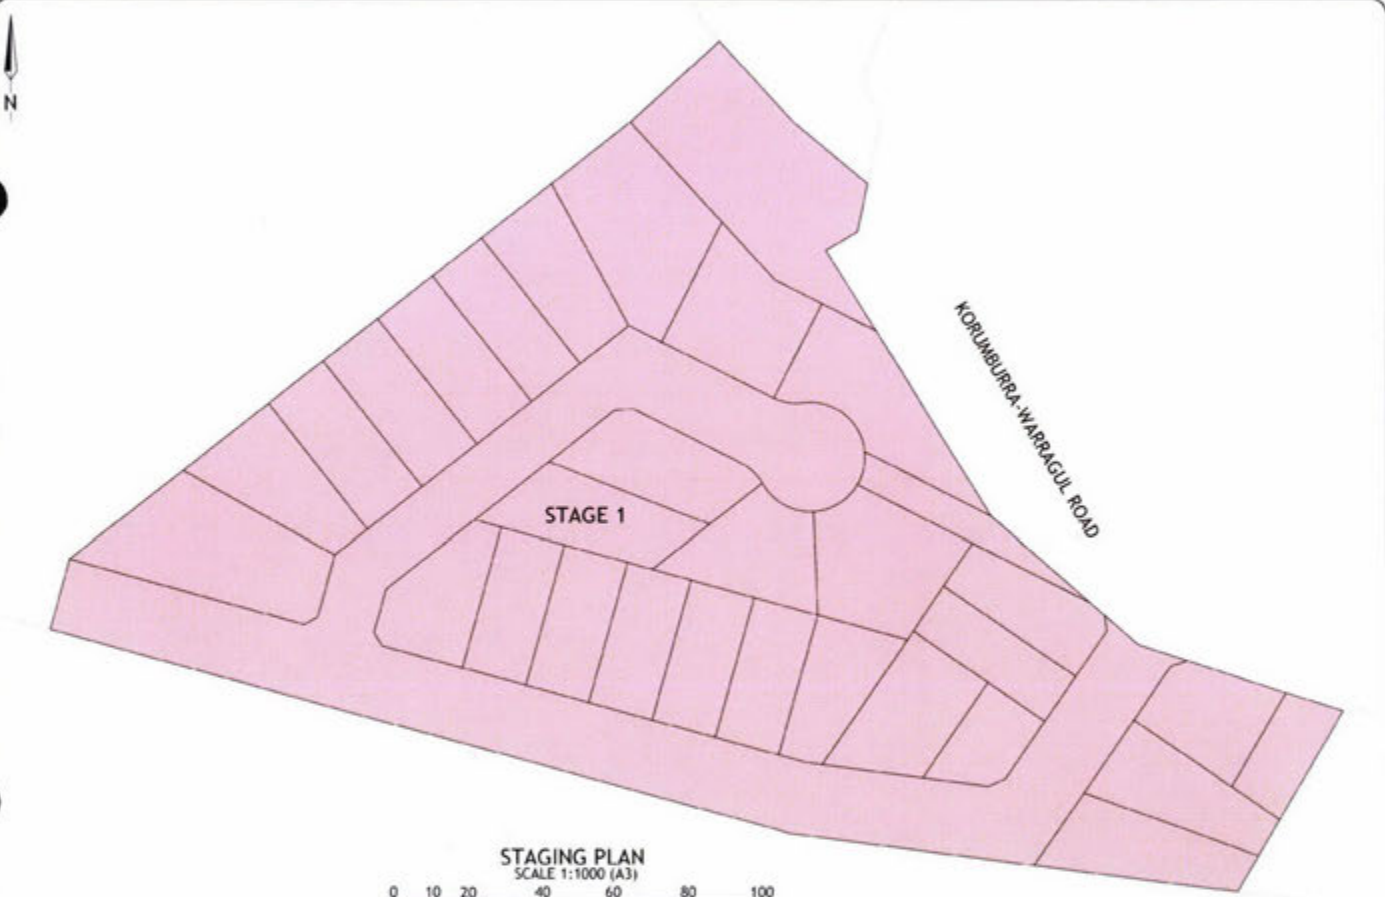 N
KORUMBURRA-WARRAGUL ROAD
STAGE 1
STAGING PLAN
SCALE 1:1000 (A3)
0 10 20 40 60 80 100